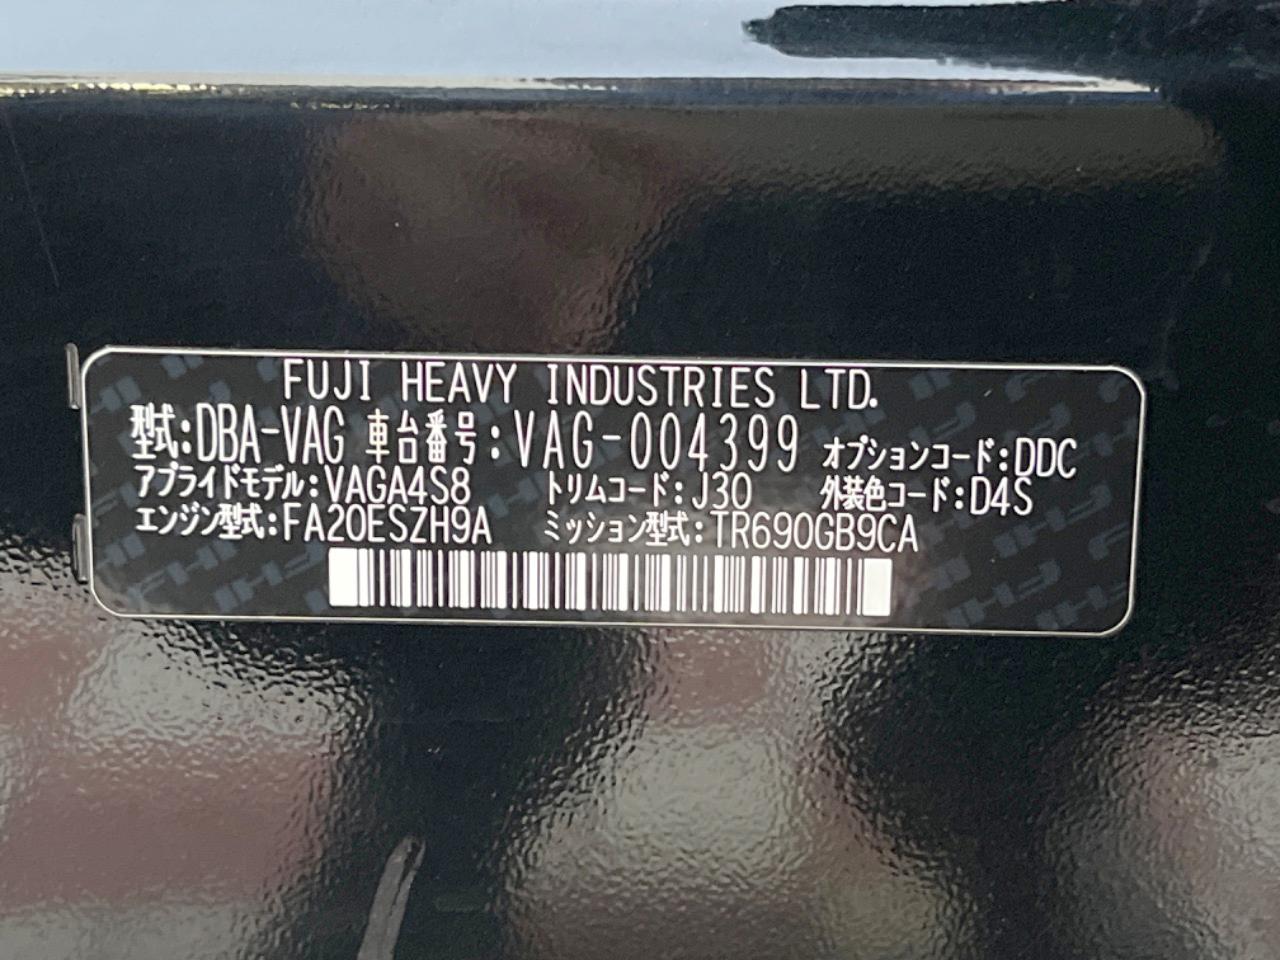 FUJI HEAVY INDUSTRIES LTD.
型式:DBA-VAG 車台番号:VAG-004399 オプションコード:DDC
アプライドモデル:VAGA4S8 トリムコード:J30 外装色コード:D4S
エンジン型式:FA20ESZH9A ミッション型式:TR690GB9CA